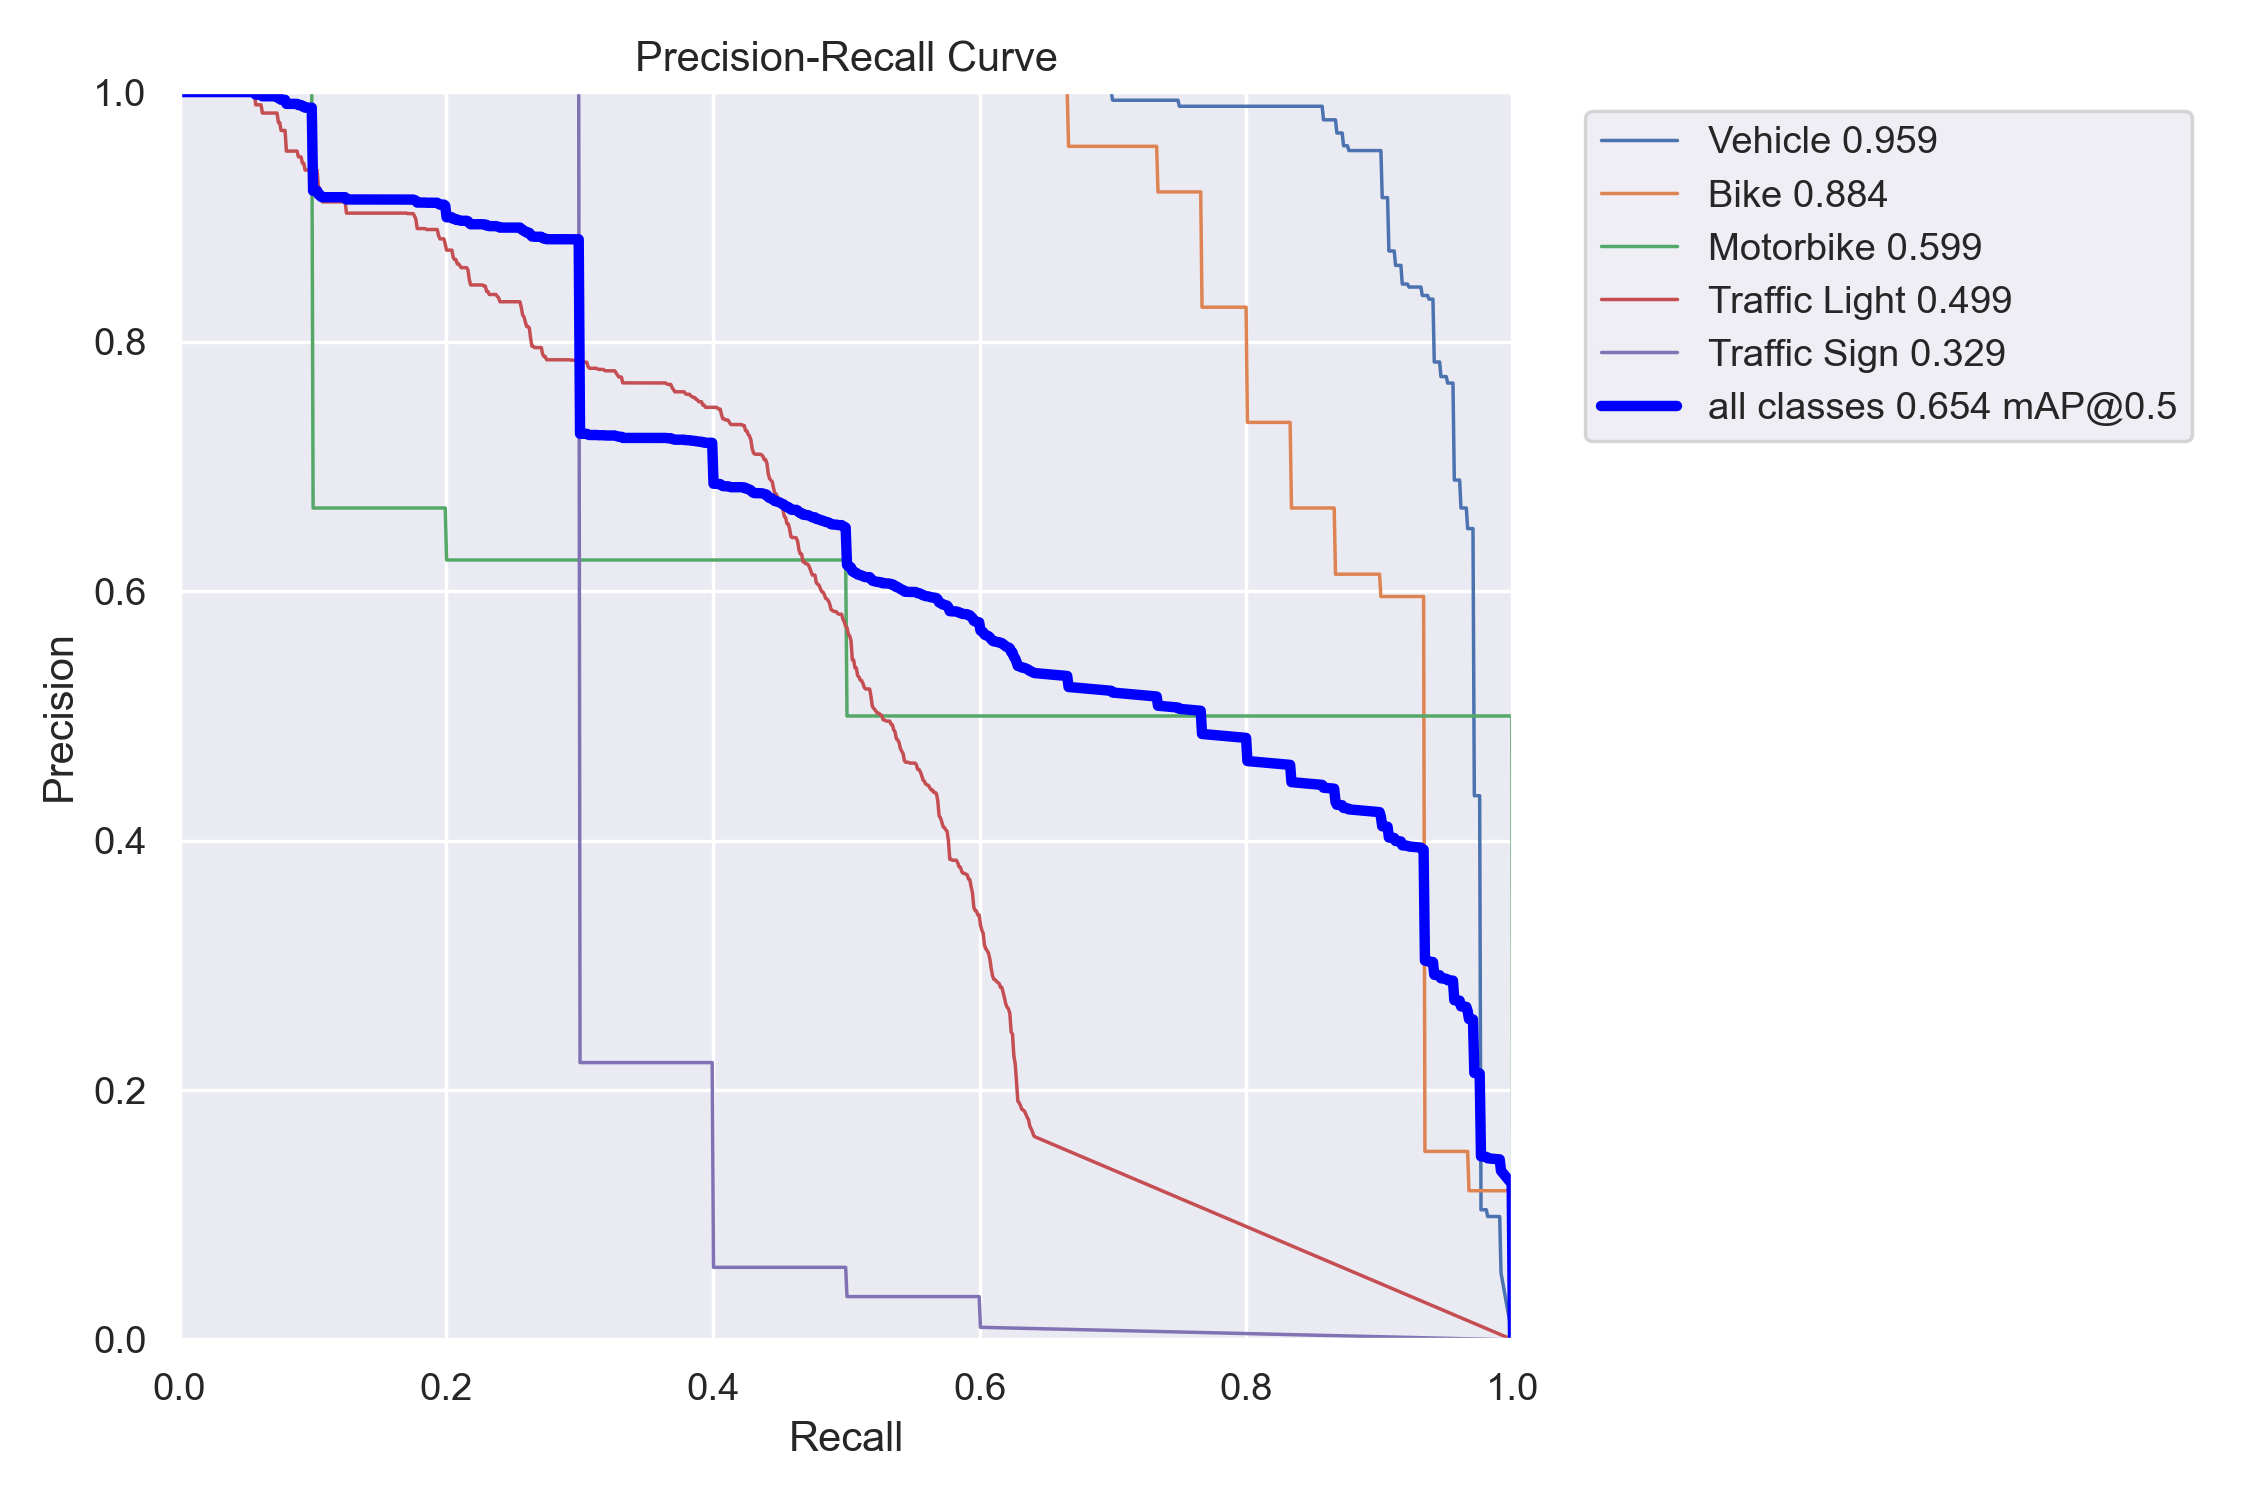 Precision-Recall Curve
1.0
0.8
0.6
0.4
0.2
0.0
Precision
0.0 0.2 0.4 0.6 0.8 1.0
Recall
Vehicle 0.959
Bike 0.884
Motorbike 0.599
Traffic Light 0.499
Traffic Sign 0.329
all classes 0.654 mAP@0.5